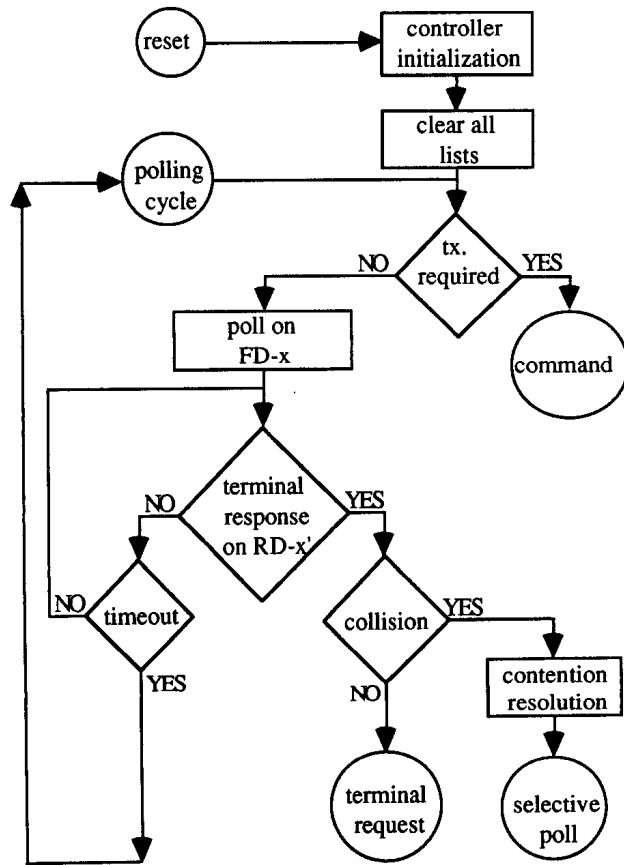 reset
controller
initialization
clear all
lists
polling
cycle
tx.
required
NO
YES
poll on
FD-x
command
terminal
response
on RD-x'
NO
YES
timeout
NO
YES
collision
YES
NO
contention
resolution
terminal
request
selective
poll